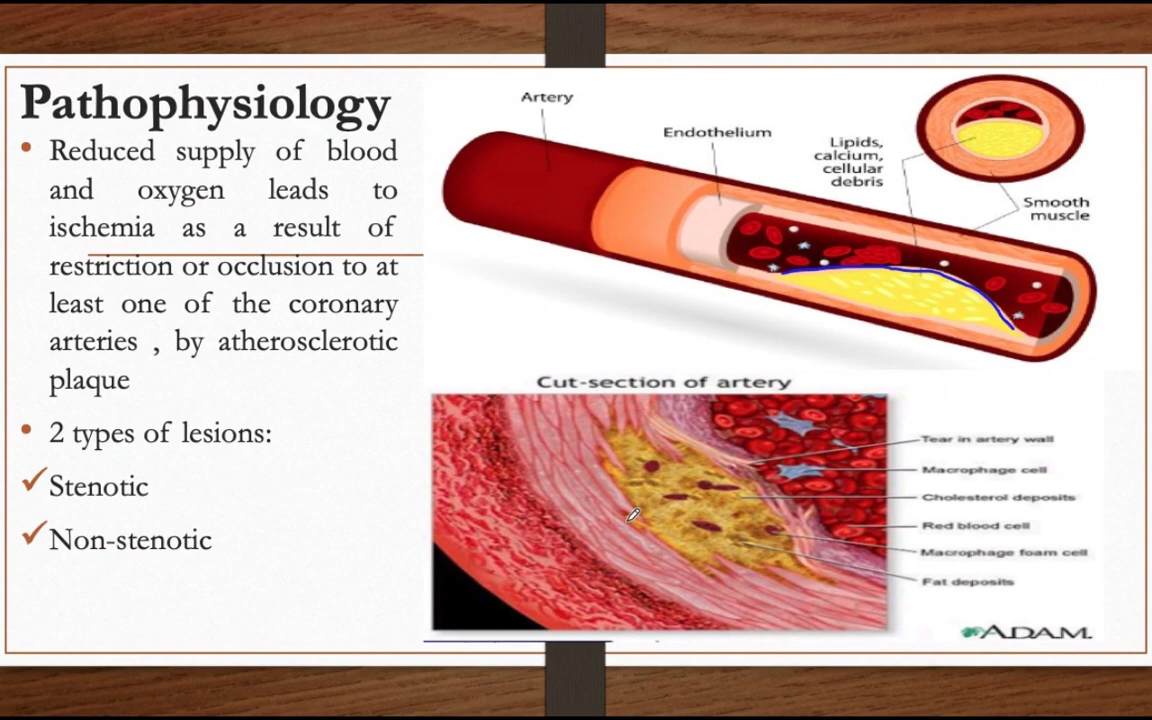 Pathophysiology
• Reduced supply of blood
and oxygen leads to
ischemia as a result of
restriction or occlusion to at
least one of the coronary
arteries , by atherosclerotic
plaque
• 2 types of lesions:
✓Stenotic
✓Non-stenotic
Artery
Endothelium
Lipids,
calcium,
cellular
debris
Smooth
muscle
Cut-section of artery
Tear in artery wall
Macrophage cell
Cholesterol deposits
Red blood cell
Macrophage foam cell
Fat deposits
ADAM.